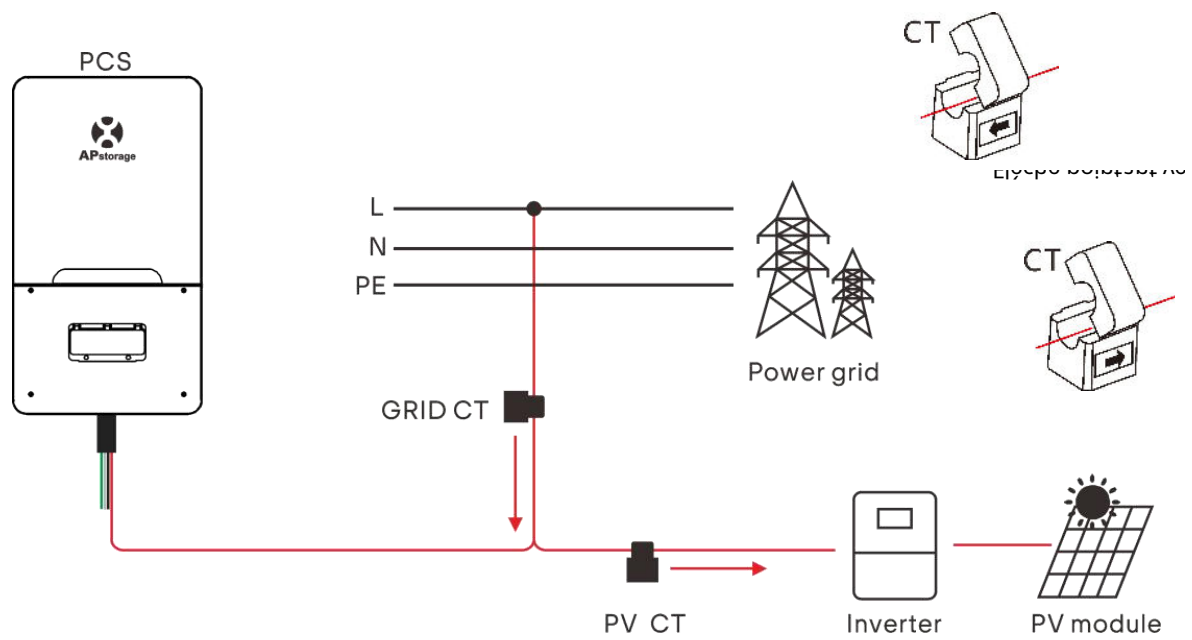 PCS
APstorage
CT
L
N
PE
CT
Power grid
GRID CT
PV CT
Inverter
PV module